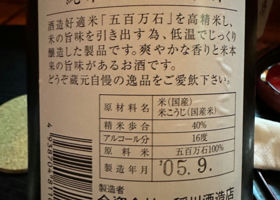 酒造好適米「五百万石」を高精米し、
米の旨味を引き出す為、低温でじっくり
醸造した製品です。爽やかな香りと米本
来の旨味があるお酒です。
どうぞ蔵元自慢の逸品をご愛飲下さい。
原材料名 米(国産)
米こうじ(国産米)
精米歩合 40%
アルコール分 16度
原料米 五百万石100%
製造年月 '05.9.
製造者